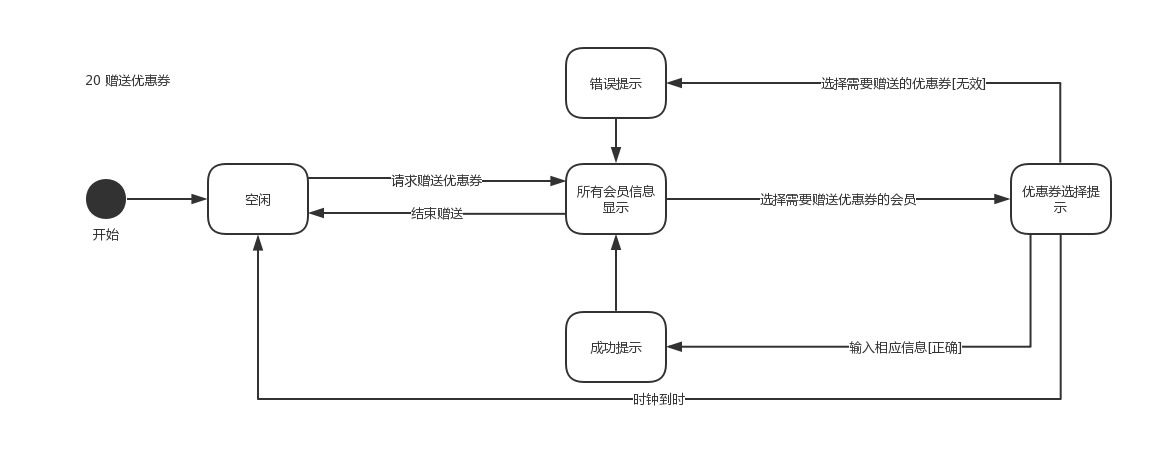 20 赠送优惠券
错误提示
选择需要赠送的优惠券[无效]
开始
空闲
请求赠送优惠券
结束赠送
所有会员信息
显示
选择需要赠送优惠券的会员
优惠券选择提
示
成功提示
输入相应信息[正确]
时钟到时